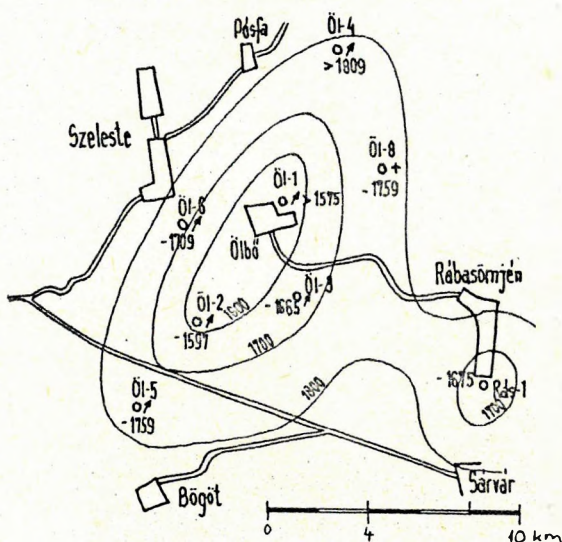 Pósfa
Öl-4
>1809
Szeleste
Öl-8
-1759
Öl-1
>1575
Öl-6
-1709
Ölbő
Rábasömjén
Öl-3
-1665
Öl-2
-1597
1600
1700
1800
-1675
Rás-1
1700
Öl-5
-1759
Bögöt
Sárvár
0 4 10 km